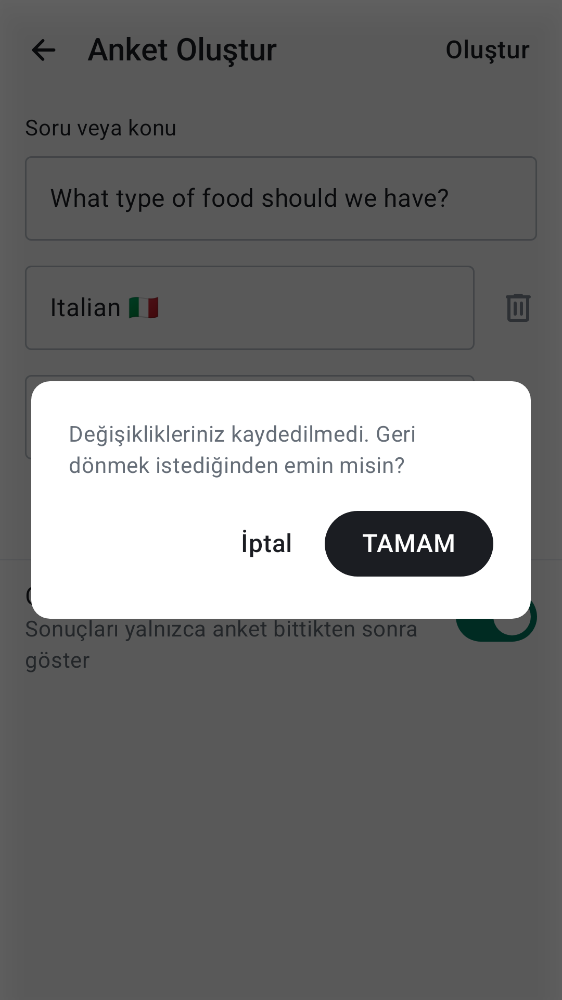 Anket Oluştur
Oluştur
Soru veya konu
What type of food should we have?
Italian 🇮🇹
Değişiklikleriniz kaydedilmedi. Geri
dönmek istediğinden emin misin?
İptal
TAMAM
Sonuçları yalnızca anket bittikten sonra
göster